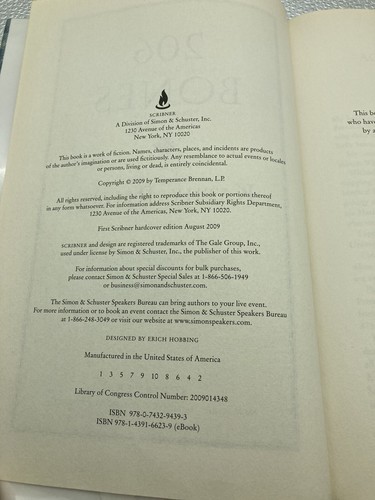 206
BO
SCRIBNER
A Division of Simon & Schuster, Inc.
1230 Avenue of the Americas
New York, NY 10020
This book is a work of fiction. Names, characters, places, and incidents are products
of the author's imagination or are used fictitiously. Any resemblance to actual events or locales
or persons, living or dead, is entirely coincidental.
Copyright © 2009 by Temperance Brennan, L.P.
All rights reserved, including the right to reproduce this book or portions thereof
in any form whatsoever. For information address Scribner Subsidiary Rights Department,
1230 Avenue of the Americas, New York, NY 10020.
First Scribner hardcover edition August 2009
SCRIBNER and design are registered trademarks of The Gale Group, Inc.,
used under license by Simon & Schuster, Inc., the publisher of this work.
For information about special discounts for bulk purchases,
please contact Simon & Schuster Special Sales at 1-866-506-1949
or business@simonandschuster.com.
The Simon & Schuster Speakers Bureau can bring authors to your live event.
For more information or to book an event contact the Simon & Schuster Speakers Bureau
at 1-866-248-3049 or visit our website at www.simonspeakers.com.
DESIGNED BY ERICH HOBBING
Manufactured in the United States of America
1 3 5 7 9 10 8 6 4 2
Library of Congress Control Number: 2009014348
ISBN 978-0-7432-9439-3
ISBN 978-1-4391-6623-9 (eBook)
This bo
who have
by a